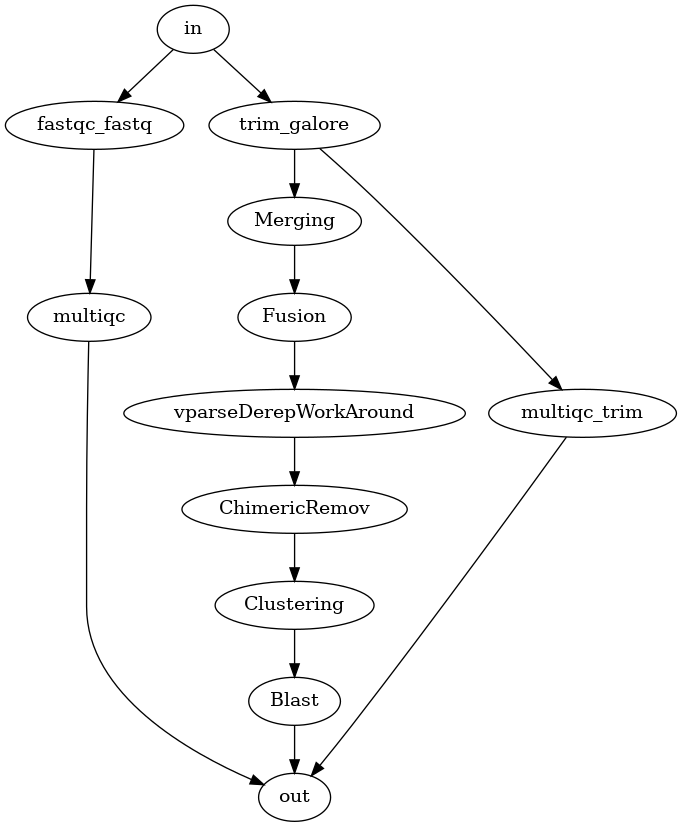 in
fastqc_fastq
trim_galore
Merging
multiqc
Fusion
vparseDerepWorkAround
multiqc_trim
ChimericRemov
Clustering
Blast
out